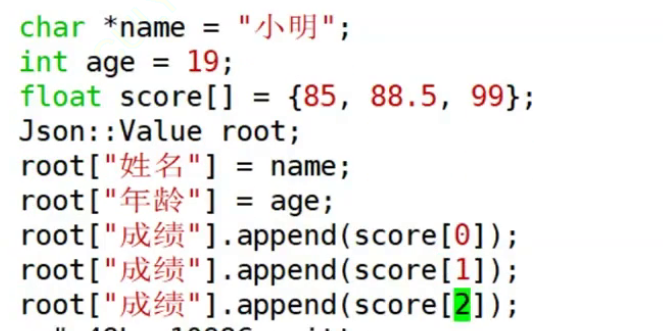 char *name = "小明";
int age = 19;
float score[] = {85, 88.5, 99};
Json::Value root;
root["姓名"] = name;
root["年龄"] = age;
root["成绩"].append(score[0]);
root["成绩"].append(score[1]);
root["成绩"].append(score[2]);